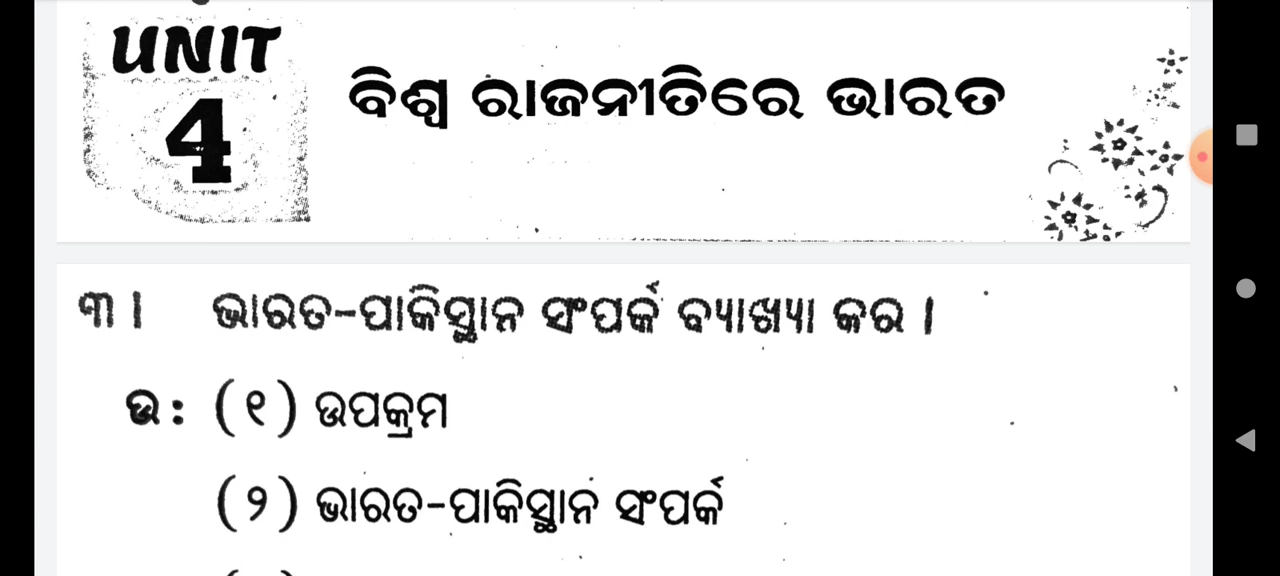 UNIT
4
ବିଶ୍ୱ ରାଜନୀତିରେ ଭାରତ
୩। ଭାରତ-ପାକିସ୍ଥାନ ସଂପର୍କ ବ୍ୟାଖ୍ୟା କର ।
ଉ : (୧) ଉପକ୍ରମ
(୨) ଭାରତ-ପାକିସ୍ଥାନ ସଂପର୍କ